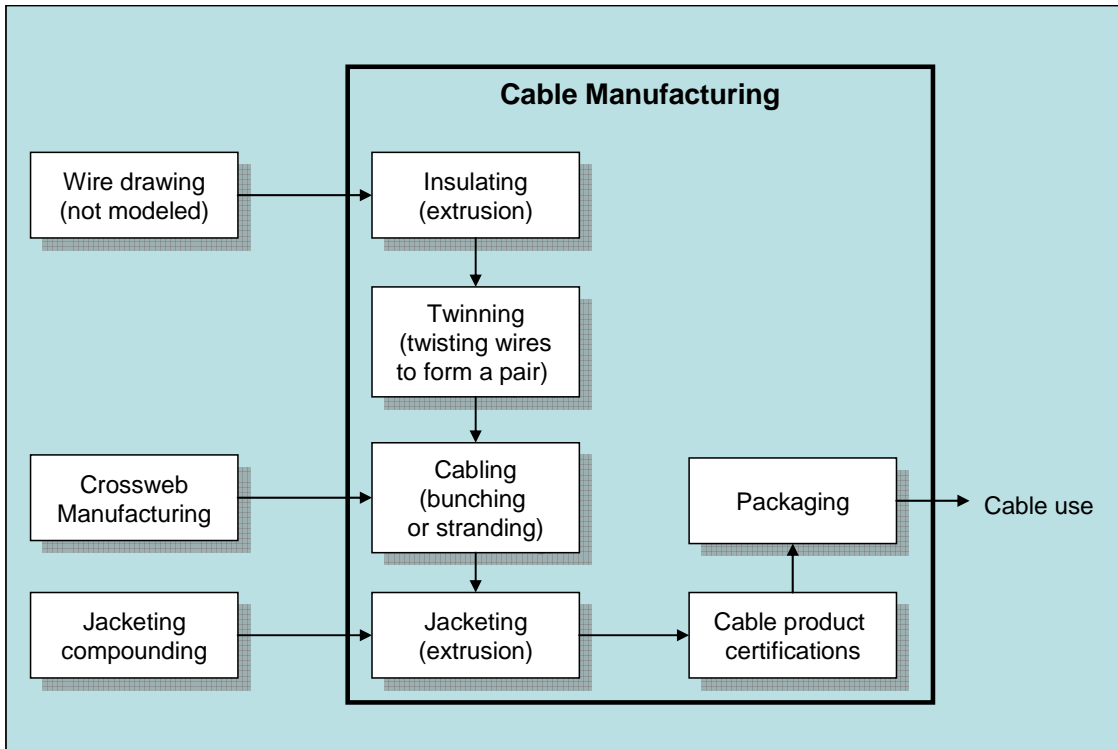 Cable Manufacturing
Wire drawing
(not modeled)
Insulating
(extrusion)
Twinning
(twisting wires
to form a pair)
Crossweb
Manufacturing
Cabling
(bunching
or stranding)
Packaging
Cable use
Jacketing
compounding
Jacketing
(extrusion)
Cable product
certifications